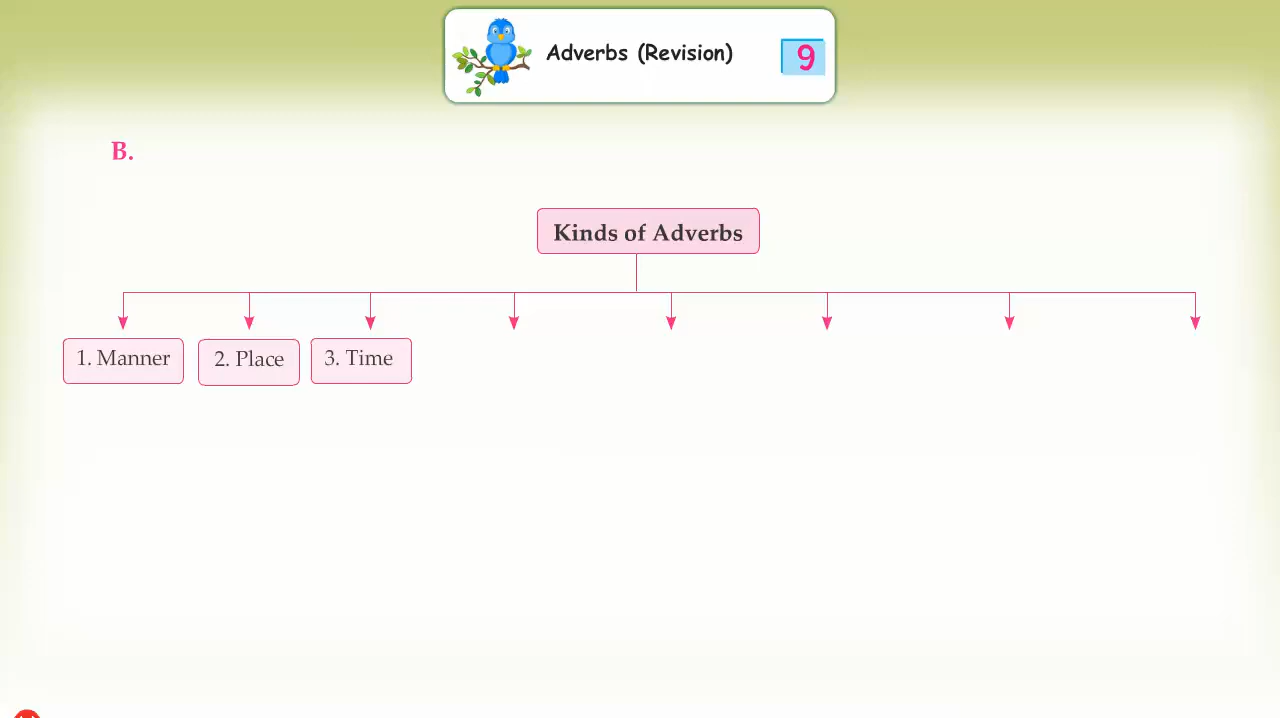 Adverbs (Revision)
9
B.
Kinds of Adverbs
1. Manner
2. Place
3. Time